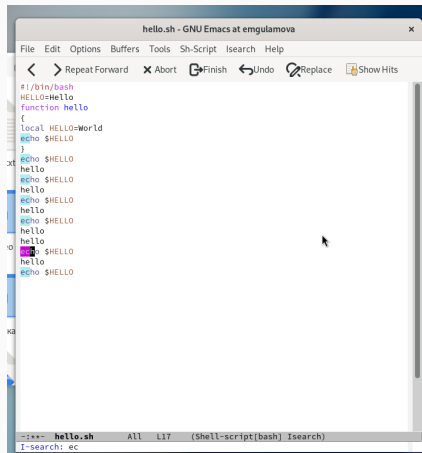 hello.sh - GNU Emacs at emgulamova
File Edit Options Buffers Tools Sh-Script Isearch Help
Repeat Forward Abort Finish Undo Replace Show Hits
#!/bin/bash
HELLO=Hello
function hello
{
local HELLO=World
echo $HELLO
}
echo $HELLO
hello
echo $HELLO
hello
echo $HELLO
hello
echo $HELLO
hello
hello
echo $HELLO
hello
echo $HELLO
-:**- hello.sh All L17 (Shell-script[bash] Isearch)
I-search: ec